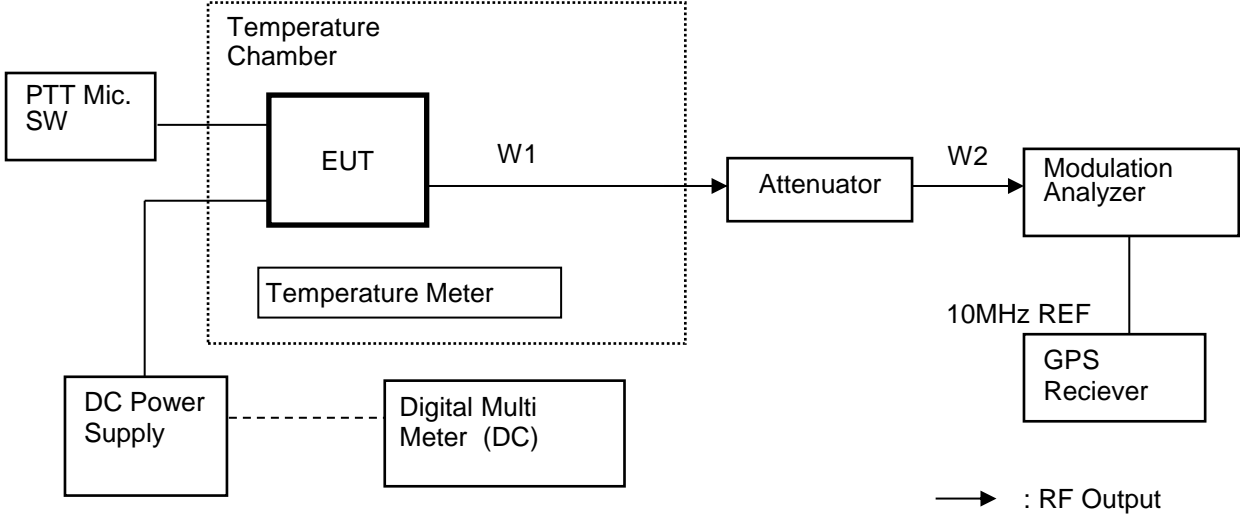 Temperature
Chamber
PTT Mic.
SW
EUT
W1
Attenuator
W2
Modulation
Analyzer
Temperature Meter
10MHz REF
GPS
Reciever
DC Power
Supply
Digital Multi
Meter (DC)
: RF Output